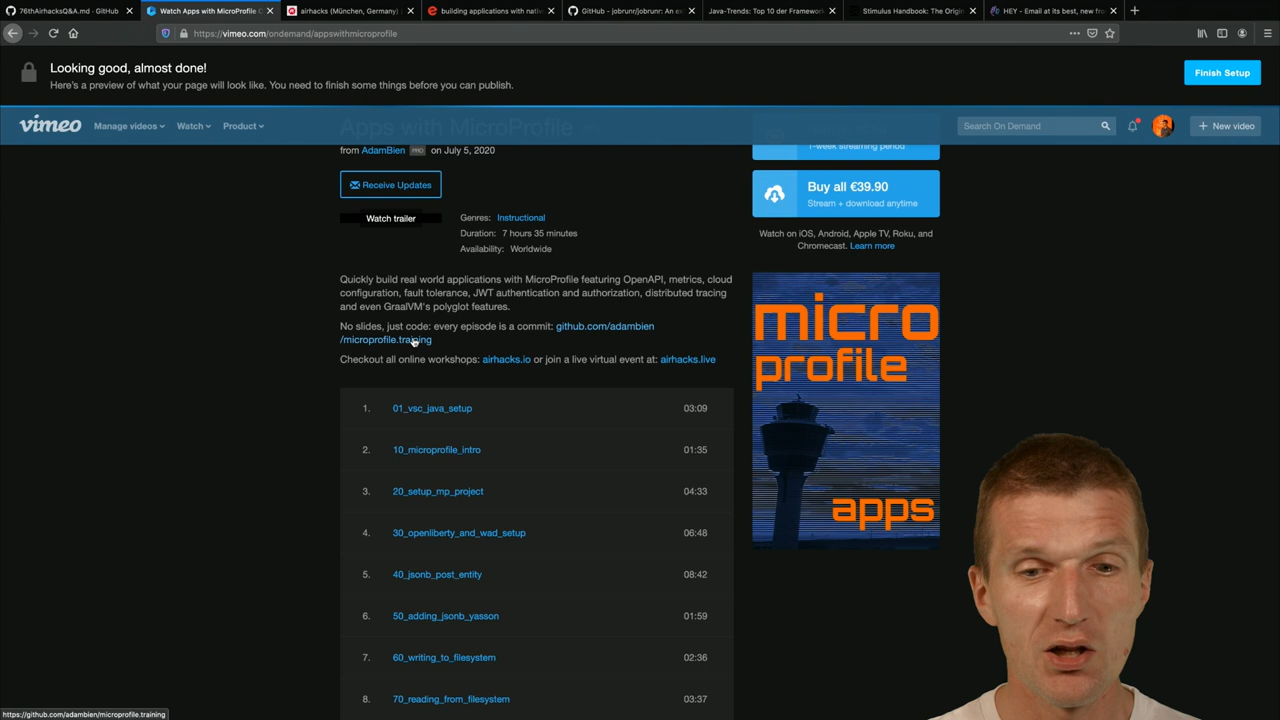 76thAirhacksQ&A.md · GitHub
Watch Apps with MicroProfile O
airhacks (München, Germany) |
building applications with nativ
GitHub - jobrunr/jobrunr: An ex
Java-Trends: Top 10 der Framewor
Stimulus Handbook: The Origin
HEY - Email at its best, new fro
https://vimeo.com/ondemand/appswithmicroprofile
Looking good, almost done!
Here's a preview of what your page will look like. You need to finish some things before you can publish.
Finish Setup
vimeo
Manage videos
Watch
Product
Search On Demand
+ New video
Apps with MicroProfile
from AdamBien PRO on July 5, 2020
Receive Updates
Watch trailer
Genres: Instructional
Duration: 7 hours 35 minutes
Availability: Worldwide
Quickly build real world applications with MicroProfile featuring OpenAPI, metrics, cloud
configuration, fault tolerance, JWT authentication and authorization, distributed tracing
and even GraalVM's polyglot features.
No slides, just code: every episode is a commit: github.com/adambien
/microprofile.training
Checkout all online workshops: airhacks.io or join a live virtual event at: airhacks.live
1. 01_vsc_java_setup 03:09
2. 10_microprofile_intro 01:35
3. 20_setup_mp_project 04:33
4. 30_openliberty_and_wad_setup 06:48
5. 40_jsonb_post_entity 08:42
6. 50_adding_jsonb_yasson 01:59
7. 60_writing_to_filesystem 02:36
8. 70_reading_from_filesystem 03:37
1-week streaming period
Buy all €39.90
Stream + download anytime
Watch on iOS, Android, Apple TV, Roku, and
Chromecast. Learn more
micro
profile
apps
https://github.com/adambien/microprofile.training